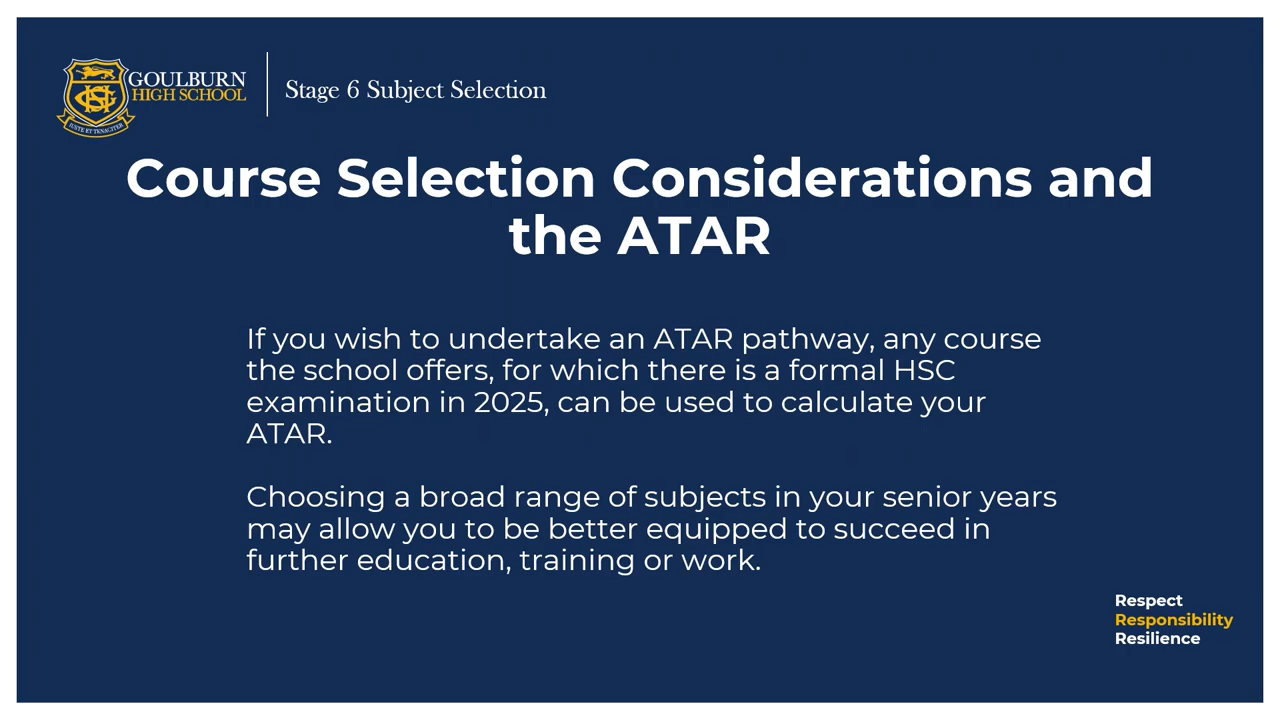 GOULBURN
HIGH SCHOOL
IUSTE ET TENACITER
Stage 6 Subject Selection
Course Selection Considerations and
the ATAR
If you wish to undertake an ATAR pathway, any course
the school offers, for which there is a formal HSC
examination in 2025, can be used to calculate your
ATAR.
Choosing a broad range of subjects in your senior years
may allow you to be better equipped to succeed in
further education, training or work.
Respect
Responsibility
Resilience